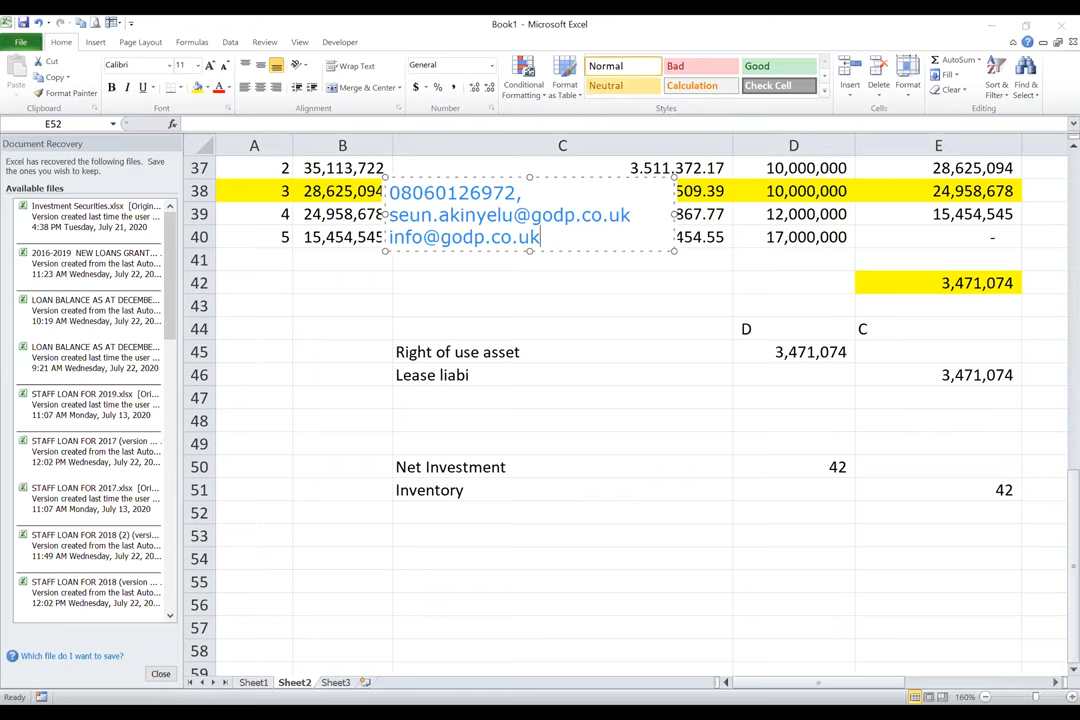 Book1 - Microsoft Excel
File Home Insert Page Layout Formulas Data Review View Developer
Paste Cut Copy Format Painter
Calibri 11 Wrap Text General Conditional Formatting Format as Table Normal Bad Good Insert Delete Format AutoSum Fill Clear Sort & Filter Find & Select
B I U Merge & Center $ % , Neutral Calculation Check Cell
Clipboard Font Alignment Number Styles Cells Editing
E52 fx
Document Recovery
Excel has recovered the following files. Save the ones you wish to keep.
Available files
Investment Securities.xlsx [Origin...
Version created last time the user ...
4:38 PM Tuesday, July 21, 2020
2016-2019 NEW LOANS GRANT...
Version created from the last Auto...
11:23 AM Wednesday, July 22, 20...
LOAN BALANCE AS AT DECEMBE...
Version created from the last Auto...
10:19 AM Wednesday, July 22, 20...
LOAN BALANCE AS AT DECEMBE...
Version created from the last Auto...
9:21 AM Wednesday, July 22, 20...
STAFF LOAN FOR 2019.xlsx [Ori...
Version created last time the user ...
11:07 AM Monday, July 13, 2020
STAFF LOAN FOR 2017 (version ...
Version created from the last Auto...
12:02 PM Wednesday, July 22, 20...
STAFF LOAN FOR 2017.xlsx [Ori...
Version created last time the user ...
11:07 AM Monday, July 13, 2020
STAFF LOAN FOR 2018 (2) (versi...
Version created from the last Auto...
11:49 AM Wednesday, July 22, 20...
STAFF LOAN FOR 2018 (version ...
Version created from the last Auto...
12:02 PM Wednesday, July 22, 20...
Which file do I want to save?
Close
A B C D E
37 2 35,113,722 3.511,372.17 10,000,000 28,625,094
38 3 28,625,094 509.39 10,000,000 24,958,678
39 4 24,958,678 867.77 12,000,000 15,454,545
40 5 15,454,545 454.55 17,000,000 -
08060126972,
seun.akinyelu@godp.co.uk
info@godp.co.uk
41
42 3,471,074
43
44 D C
45 Right of use asset 3,471,074
46 Lease liabi 3,471,074
47
48
49
50 Net Investment 42
51 Inventory 42
52
53
54
55
56
57
58
59
Sheet1 Sheet2 Sheet3
Ready 160%